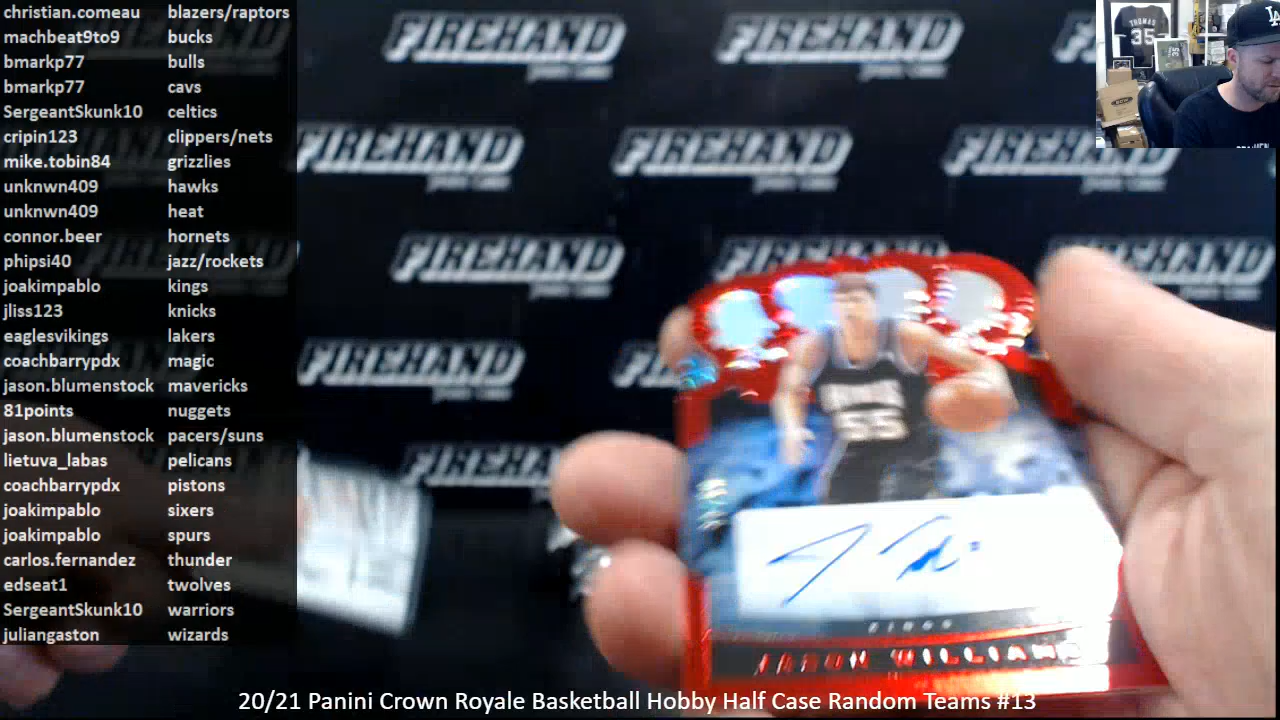 christian.comeau blazers/raptors
machbeat9to9 bucks
bmarkp77 bulls
bmarkp77 cavs
SergeantSkunk10 celtics
cripin123 clippers/nets
mike.tobin84 grizzlies
unknwn409 hawks
unknwn409 heat
connor.beer hornets
phipsi40 jazz/rockets
joakimpablo kings
jliss123 knicks
eaglesvikings lakers
coachbarrypdx magic
jason.blumenstock mavericks
81points nuggets
jason.blumenstock pacers/suns
lietuva_labas pelicans
coachbarrypdx pistons
joakimpablo sixers
joakimpablo spurs
carlos.fernandez thunder
edseat1 twolves
SergeantSkunk10 warriors
juliangaston wizards
FIREHAND FIREHAND
FIREHAND FIREHAND FIREHAND
FIREHAND FIREHAND FIREHAND
FIREHAND
FIREHAND
THOMAS
35
LA
55
KINGS
JASON WILLIAMS
20/21 Panini Crown Royale Basketball Hobby Half Case Random Teams #13